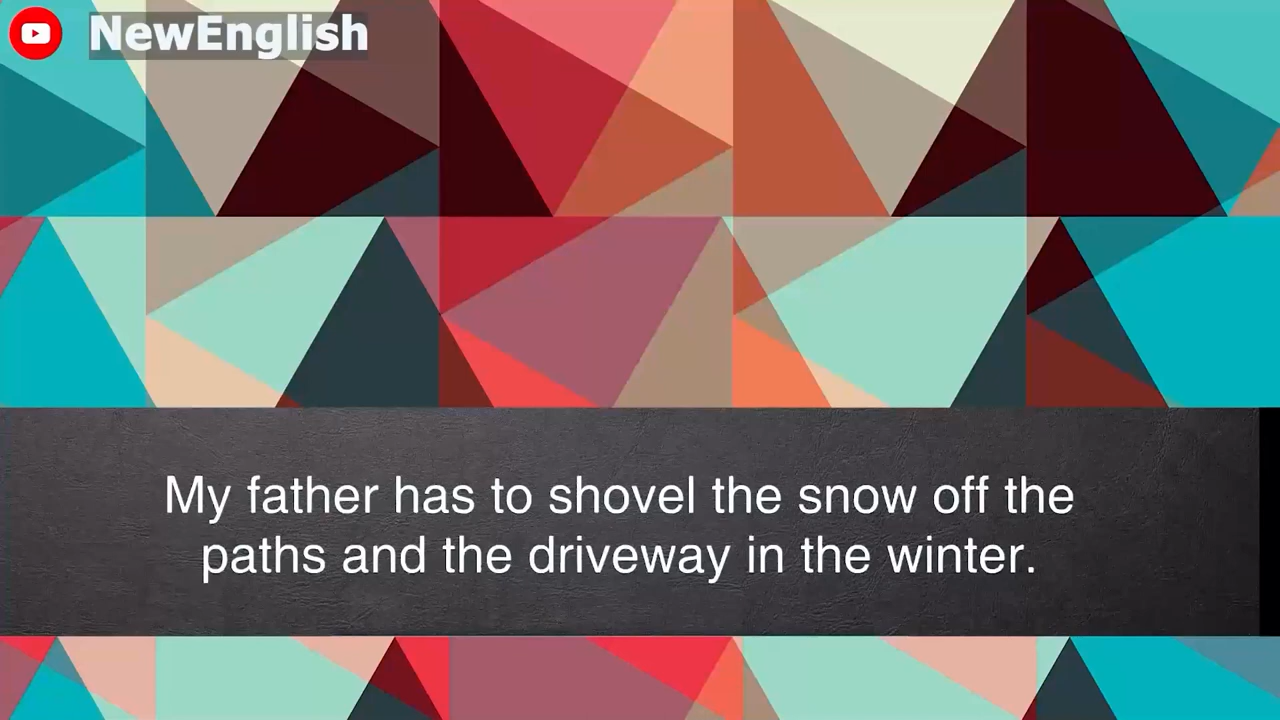 NewEnglish
My father has to shovel the snow off the
paths and the driveway in the winter.